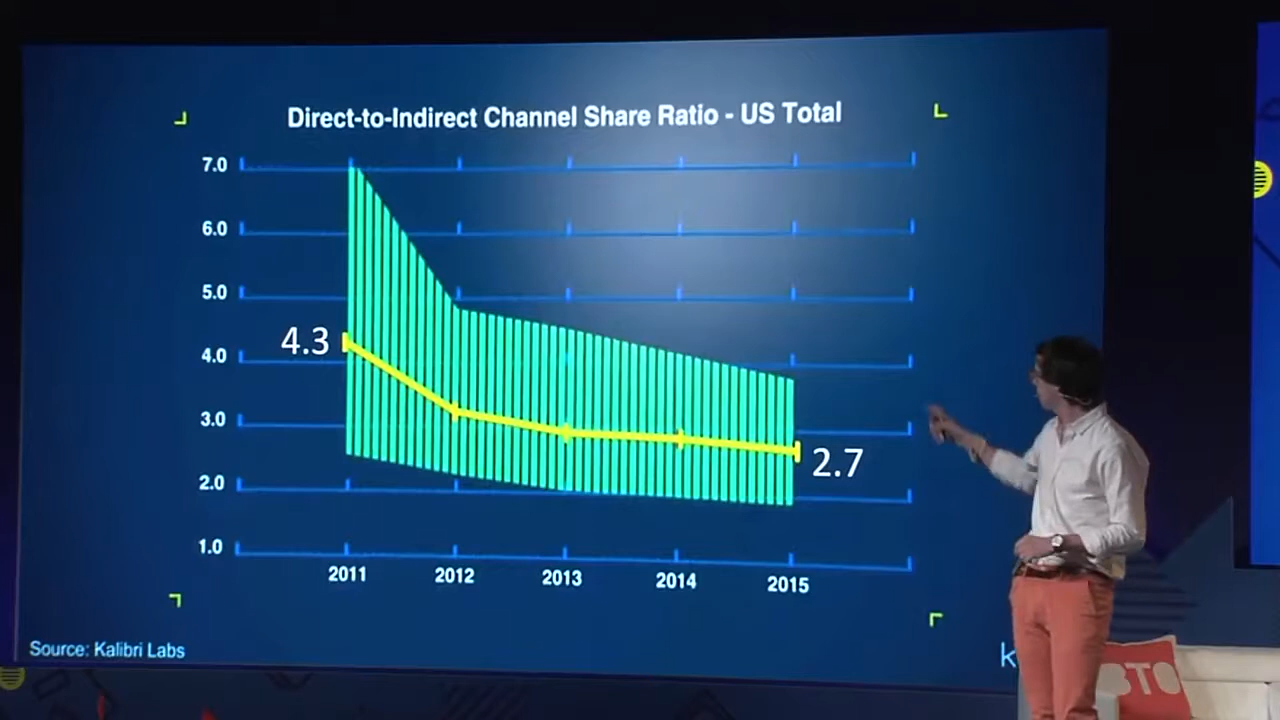 Direct-to-Indirect Channel Share Ratio - US Total
7.0
6.0
5.0
4.0
3.0
2.0
1.0
4.3
2.7
2011 2012 2013 2014 2015
Source: Kalibri Labs
k
BTO